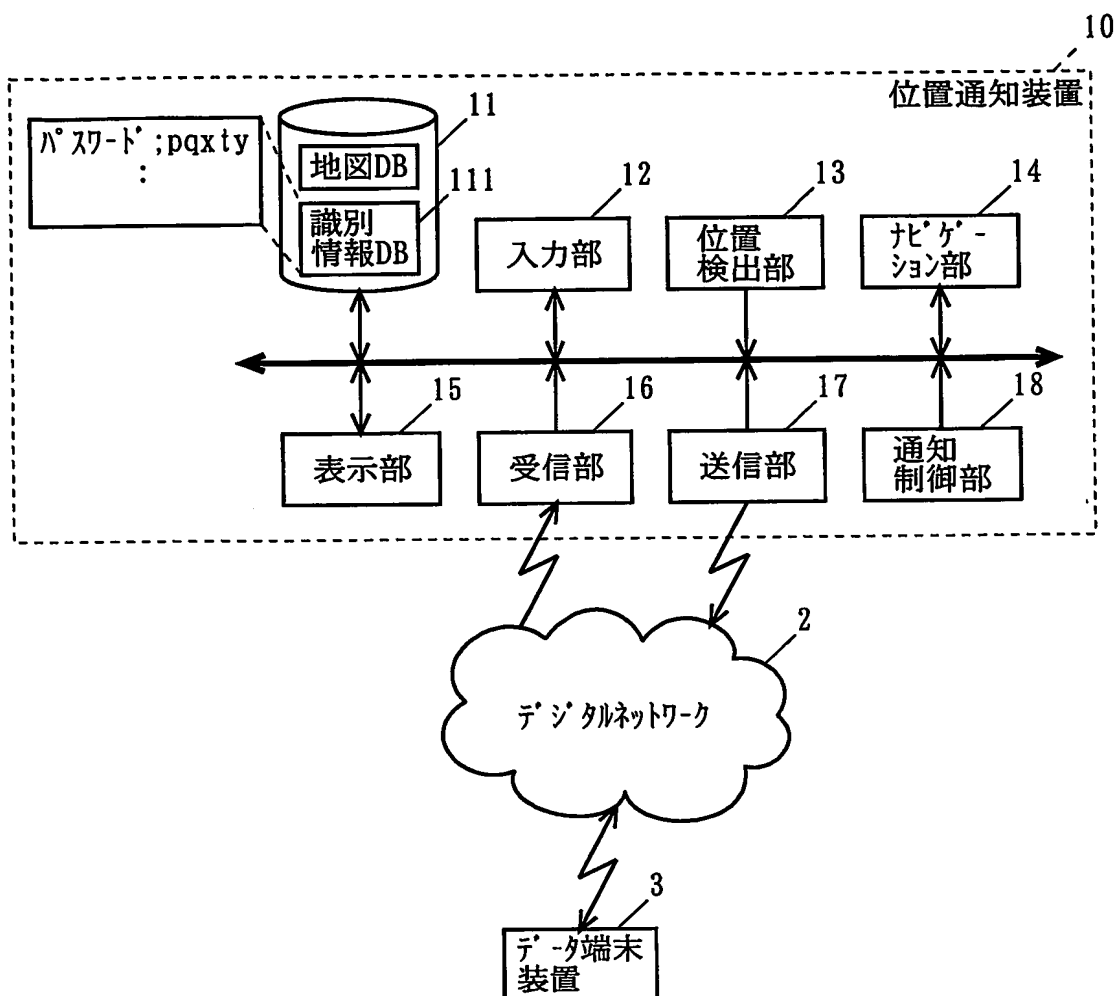 10
位置通知装置
11
ﾊﾟｽﾜｰﾄﾞ;pqxty
:
地図DB
111
識別
情報DB
12
入力部
13
位置
検出部
14
ﾅﾋﾞｹﾞｰ
ｼｮﾝ部
15
表示部
16
受信部
17
送信部
18
通知
制御部
2
ﾃﾞｼﾞﾀﾙﾈｯﾄﾜｰｸ
3
ﾃﾞｰﾀ端末
装置